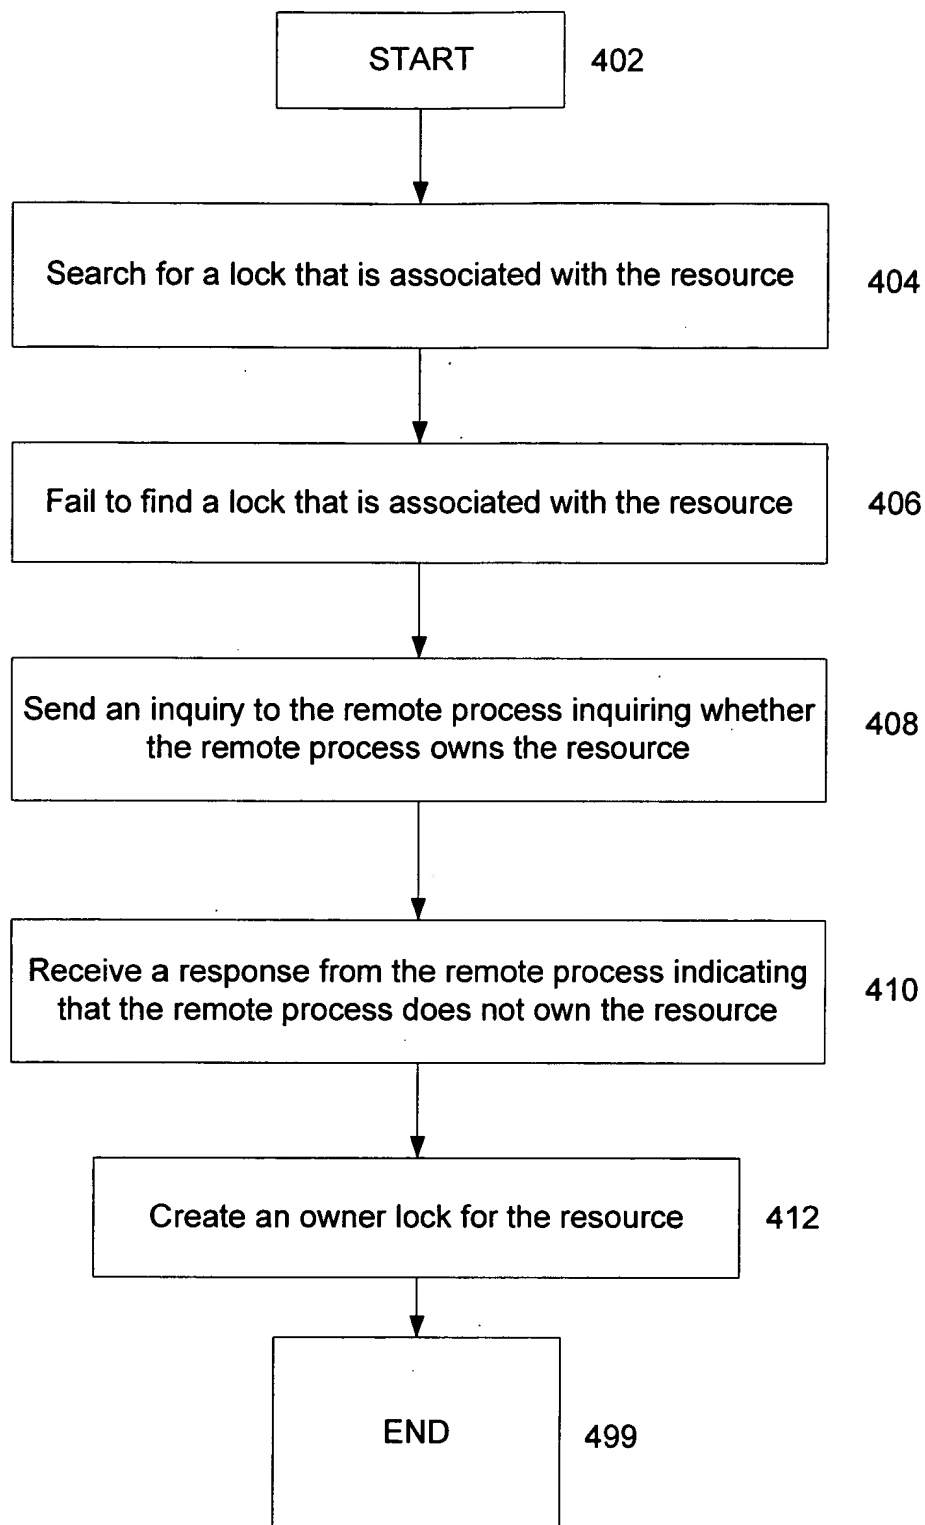 START
402
Search for a lock that is associated with the resource
404
Fail to find a lock that is associated with the resource
406
Send an inquiry to the remote process inquiring whether
the remote process owns the resource
408
Receive a response from the remote process indicating
that the remote process does not own the resource
410
Create an owner lock for the resource
412
END
499